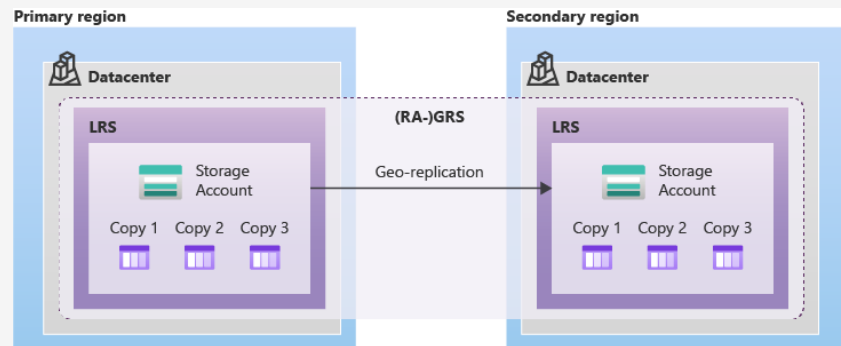 Primary region
Secondary region
Datacenter
Datacenter
(RA-)GRS
LRS
LRS
Storage
Account
Geo-replication
Storage
Account
Copy 1 Copy 2 Copy 3
Copy 1 Copy 2 Copy 3